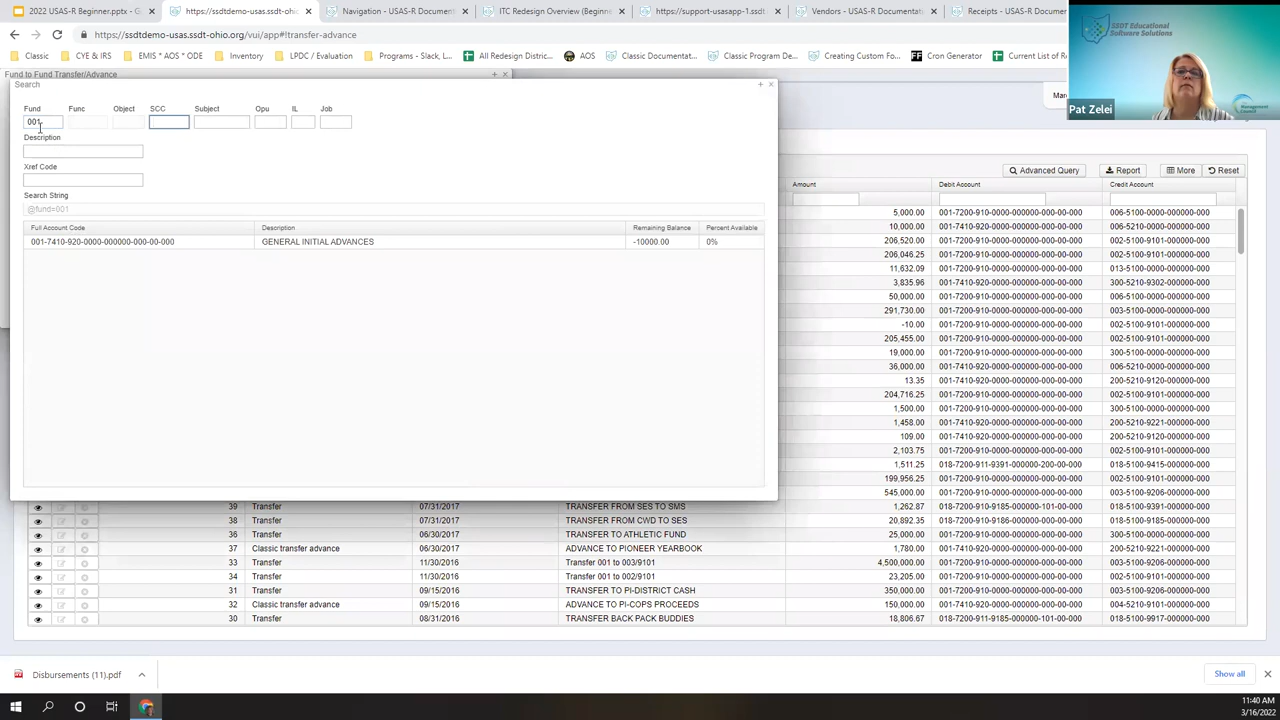 2022 USAS-R Beginner.pptx - G
https://ssdtdemo-usas.ssdt-ohio
Navigation - USAS-R Documentat
ITC Redesign Overview (Beginne
https://support-usasapp-1.ssdt-o
Vendors - USAS-R Documentati
Receipts - USAS-R Docume
https://ssdtdemo-usas.ssdt-ohio.org/vui/app#!transfer-advance
Classic
CYE & IRS
EMIS * AOS * ODE
Inventory
LPDC / Evaluation
Programs - Slack, L...
All Redesign Distric...
AOS
Classic Documenta...
Classic Program De...
Creating Custom Fo...
Cron Generator
Current List of R
SSDT Educational
Software Solutions
Management
Council
Pat Zelei
Fund to Fund Transfer/Advance
Search
Mar
Fund Func Object SCC Subject Opu IL Job
001
Description
Xref Code
Search String
@fund=001
Full Account Code Description Remaining Balance Percent Available
001-7410-920-0000-000000-000-00-000 GENERAL INITIAL ADVANCES -10000.00 0%
Advanced Query Report More Reset
Amount Debit Account Credit Account
5,000.00 001-7200-910-0000-000000-000-00-000 006-5100-0000-000000-000
10,000.00 001-7410-920-0000-000000-000-00-000 006-5210-0000-000000-000
206,520.00 001-7200-910-0000-000000-000-00-000 002-5100-9101-000000-000
206,046.25 001-7200-910-0000-000000-000-00-000 002-5100-9101-000000-000
11,632.09 001-7200-910-0000-000000-000-00-000 013-5100-0000-000000-000
3,835.96 001-7410-920-0000-000000-000-00-000 300-5210-9302-000000-000
50,000.00 001-7200-910-0000-000000-000-00-000 006-5100-0000-000000-000
291,730.00 001-7200-910-0000-000000-000-00-000 003-5100-0000-000000-000
-10.00 001-7200-910-0000-000000-000-00-000 002-5100-9101-000000-000
205,455.00 001-7200-910-0000-000000-000-00-000 002-5100-9101-000000-000
19,000.00 001-7200-910-0000-000000-000-00-000 300-5100-0000-000000-000
36,000.00 001-7410-920-0000-000000-000-00-000 006-5210-0000-000000-000
13.35 001-7410-920-0000-000000-000-00-000 200-5210-9120-000000-000
204,716.25 001-7200-910-0000-000000-000-00-000 002-5100-9101-000000-000
1,500.00 001-7200-910-0000-000000-000-00-000 300-5100-0000-000000-000
1,458.00 001-7410-920-0000-000000-000-00-000 200-5210-9221-000000-000
109.00 001-7410-920-0000-000000-000-00-000 200-5210-9120-000000-000
2,103.75 001-7200-910-0000-000000-000-00-000 002-5100-9101-000000-000
1,511.25 018-7200-911-9391-000000-200-00-000 018-5100-9415-000000-000
199,956.25 001-7200-910-0000-000000-000-00-000 002-5100-9101-000000-000
545,000.00 001-7200-910-0000-000000-000-00-000 003-5100-9206-000000-000
39 Transfer 07/31/2017 TRANSFER FROM SES TO SMS 1,262.87 018-7200-910-9185-000000-101-00-000 018-5100-9391-000000-000
38 Transfer 07/31/2017 TRANSFER FROM CWD TO SES 20,892.35 018-7200-910-9186-000000-000-00-000 018-5100-9185-000000-000
36 Transfer 06/30/2017 TRANSFER TO ATHLETIC FUND 25,000.00 001-7200-910-0000-000000-000-00-000 300-5100-0000-000000-000
37 Classic transfer advance 06/30/2017 ADVANCE TO PIONEER YEARBOOK 1,780.00 001-7410-920-0000-000000-000-00-000 200-5210-9221-000000-000
33 Transfer 11/30/2016 Transfer 001 to 003/9101 4,500,000.00 001-7200-910-0000-000000-000-00-000 003-5100-9206-000000-000
34 Transfer 11/30/2016 Transfer 001 to 002/9101 23,205.00 001-7200-910-0000-000000-000-00-000 002-5100-9101-000000-000
31 Transfer 09/15/2016 TRANSFER TO PI-DISTRICT CASH 350,000.00 001-7200-910-0000-000000-000-00-000 003-5100-9206-000000-000
32 Classic transfer advance 09/15/2016 ADVANCE TO PI-COPS PROCEEDS 150,000.00 001-7410-920-0000-000000-000-00-000 004-5210-9101-000000-000
30 Transfer 08/31/2016 TRANSFER BACK PACK BUDDIES 18,806.67 018-7200-911-9185-000000-101-00-000 018-5100-9917-000000-000
Disbursements (11).pdf
Show all
11:40 AM
3/16/2022